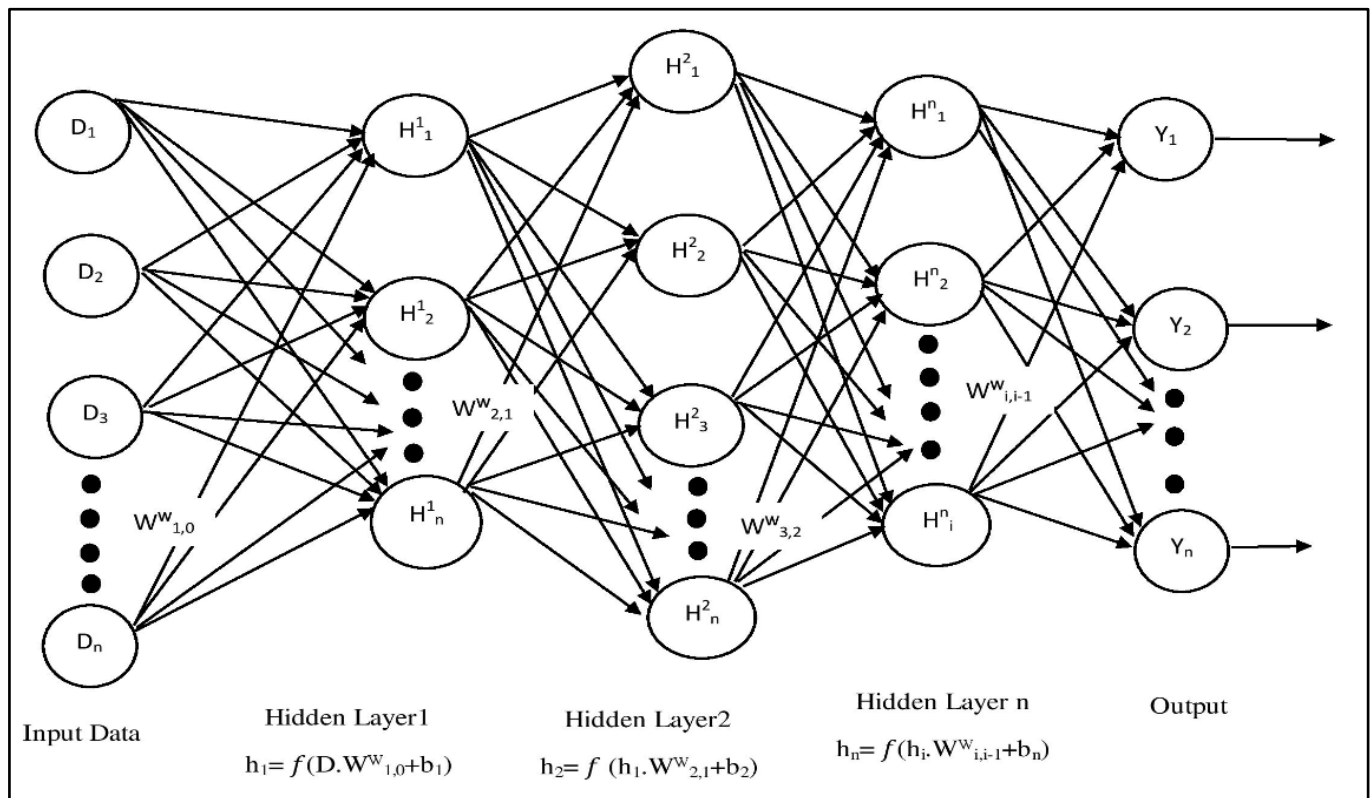 D₁
D₂
D₃
Dₙ
Wᵂ₁,₀
H¹₁
H¹₂
H¹ₙ
Wᵂ₂,₁
H²₁
H²₂
H²₃
H²ₙ
Wᵂ₃,₂
Hⁿ₁
Hⁿ₂
Hⁿᵢ
Wᵂᵢ,ᵢ₋₁
Y₁
Y₂
Yₙ
Input Data
Hidden Layer1
h₁= f(D.Wᵂ₁,₀+b₁)
Hidden Layer2
h₂= f (h₁.Wᵂ₂,₁+b₂)
Hidden Layer n
hₙ= f(hᵢ.Wᵂᵢ,ᵢ₋₁+bₙ)
Output